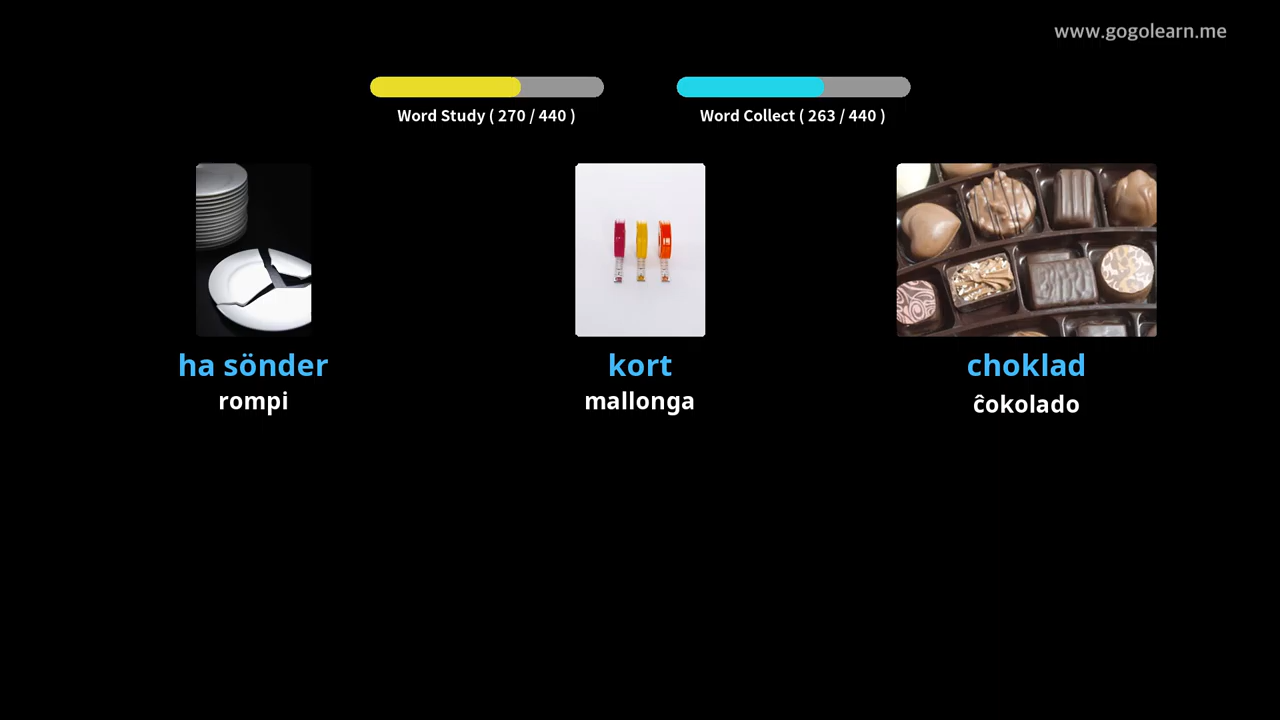 www.gogolearn.me
Word Study ( 270 / 440 )
Word Collect ( 263 / 440 )
ha sönder
kort
choklad
rompi
mallonga
ĉokolado